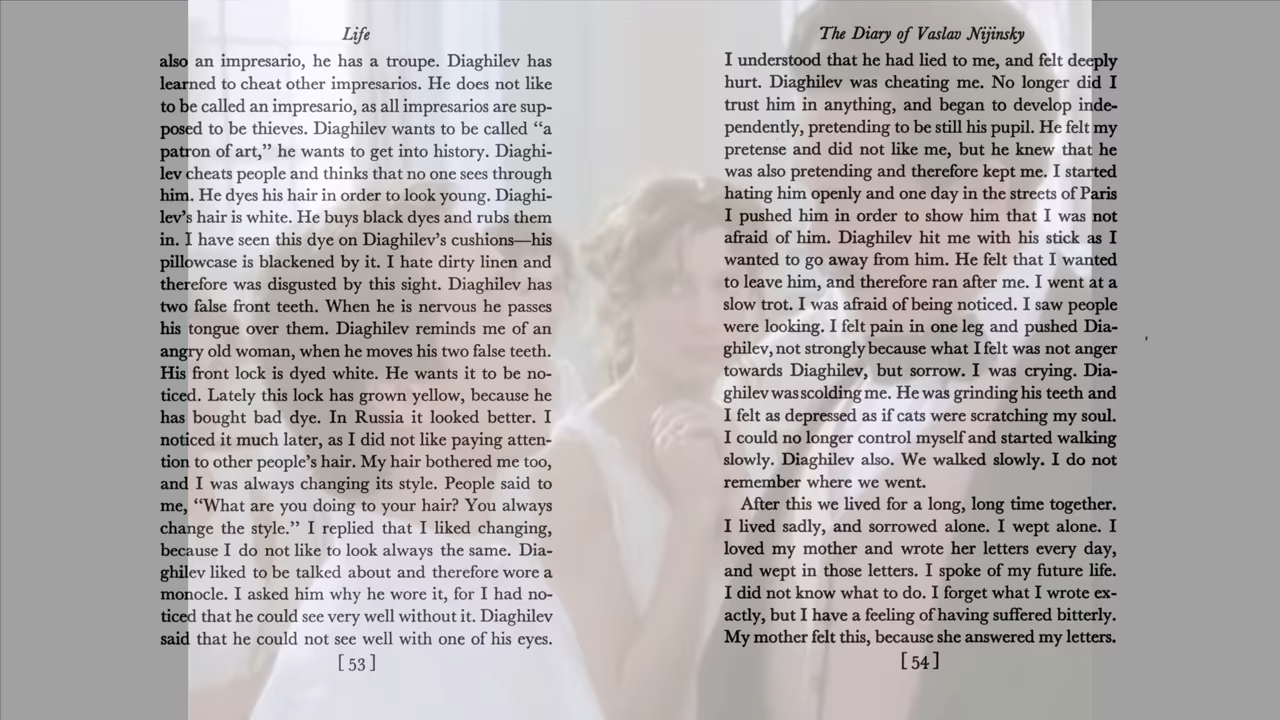 Life
also an impresario, he has a troupe. Diaghilev has
learned to cheat other impresarios. He does not like
to be called an impresario, as all impresarios are sup-
posed to be thieves. Diaghilev wants to be called “a
patron of art,” he wants to get into history. Diaghi-
lev cheats people and thinks that no one sees through
him. He dyes his hair in order to look young. Diaghi-
lev’s hair is white. He buys black dyes and rubs them
in. I have seen this dye on Diaghilev’s cushions—his
pillowcase is blackened by it. I hate dirty linen and
therefore was disgusted by this sight. Diaghilev has
two false front teeth. When he is nervous he passes
his tongue over them. Diaghilev reminds me of an
angry old woman, when he moves his two false teeth.
His front lock is dyed white. He wants it to be no-
ticed. Lately this lock has grown yellow, because he
has bought bad dye. In Russia it looked better. I
noticed it much later, as I did not like paying atten-
tion to other people’s hair. My hair bothered me too,
and I was always changing its style. People said to
me, “What are you doing to your hair? You always
change the style.” I replied that I liked changing,
because I do not like to look always the same. Dia-
ghilev liked to be talked about and therefore wore a
monocle. I asked him why he wore it, for I had no-
ticed that he could see very well without it. Diaghilev
said that he could not see well with one of his eyes.
[ 53 ]
The Diary of Vaslav Nijinsky
I understood that he had lied to me, and felt deeply
hurt. Diaghilev was cheating me. No longer did I
trust him in anything, and began to develop inde-
pendently, pretending to be still his pupil. He felt my
pretense and did not like me, but he knew that he
was also pretending and therefore kept me. I started
hating him openly and one day in the streets of Paris
I pushed him in order to show him that I was not
afraid of him. Diaghilev hit me with his stick as I
wanted to go away from him. He felt that I wanted
to leave him, and therefore ran after me. I went at a
slow trot. I was afraid of being noticed. I saw people
were looking. I felt pain in one leg and pushed Dia-
ghilev, not strongly because what I felt was not anger
towards Diaghilev, but sorrow. I was crying. Dia-
ghilev was scolding me. He was grinding his teeth and
I felt as depressed as if cats were scratching my soul.
I could no longer control myself and started walking
slowly. Diaghilev also. We walked slowly. I do not
remember where we went.
After this we lived for a long, long time together.
I lived sadly, and sorrowed alone. I wept alone. I
loved my mother and wrote her letters every day,
and wept in those letters. I spoke of my future life.
I did not know what to do. I forget what I wrote ex-
actly, but I have a feeling of having suffered bitterly.
My mother felt this, because she answered my letters.
[ 54 ]